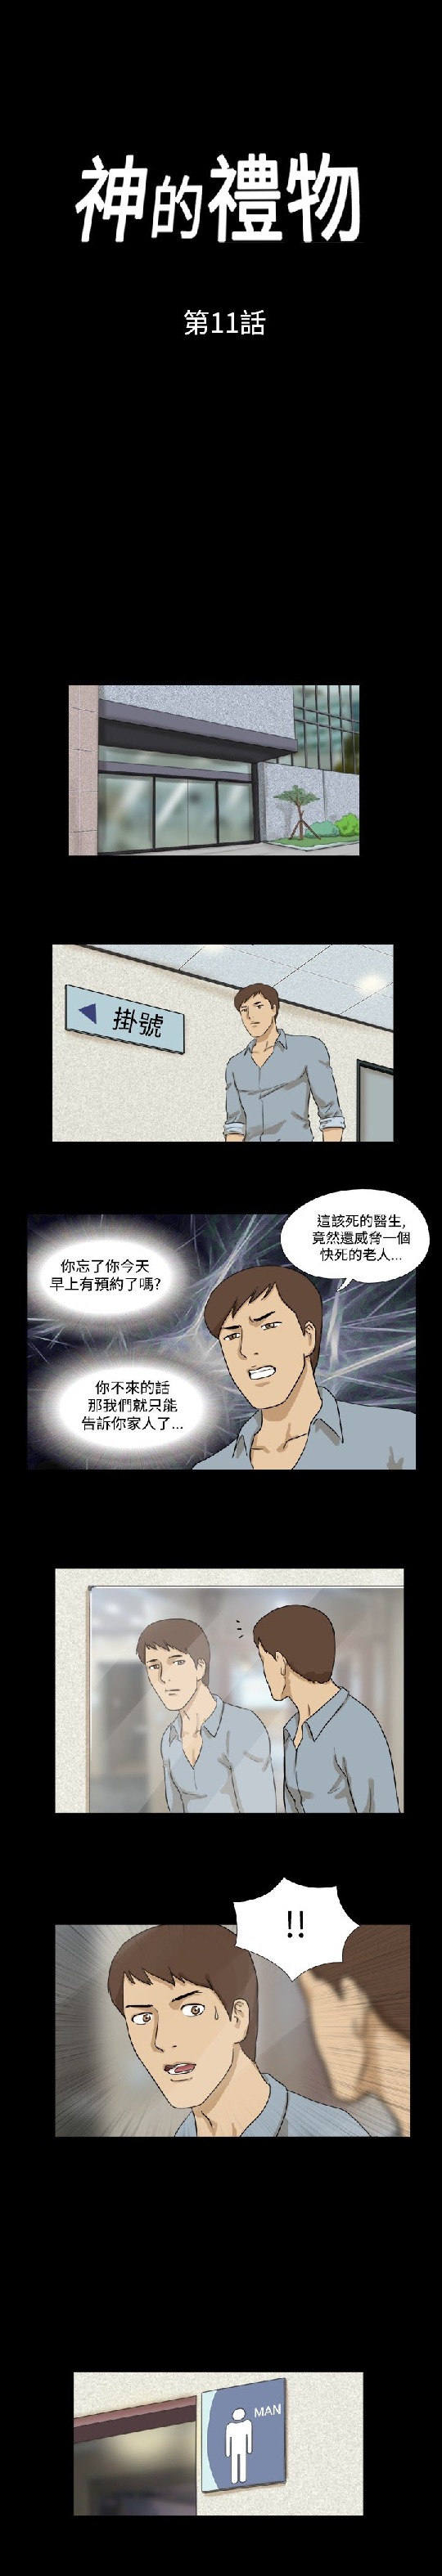 神的禮物
第11話
掛號
這該死的醫生,
竟然還威脅一個
快死的老人...
你忘了你今天
早上有預約了嗎?
你不來的話
那我們就只能
告訴你家人了...
!!
MAN